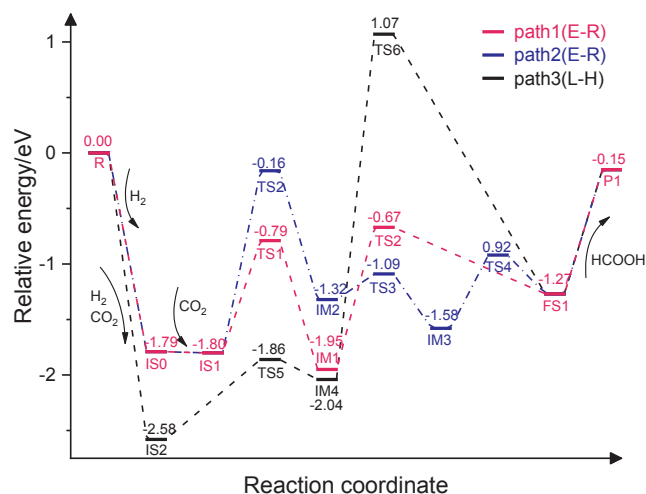 1.07
TS6
path1(E-R)
path2(E-R)
path3(L-H)
1
0.00
R
0
-0.16
TS2
-0.15
P1
H2
-0.79
TS1
-0.67
TS2
0.92
TS4
HCOOH
-1
-1.09
TS3
-1.27
FS1
-1.32
IM2
H2
CO2
CO2
-1.58
IM3
-1.79
IS0
-1.80
IS1
-1.86
TS5
-1.95
IM1
IM4
-2.04
-2
-2.58
IS2
Relative energy/eV
Reaction coordinate